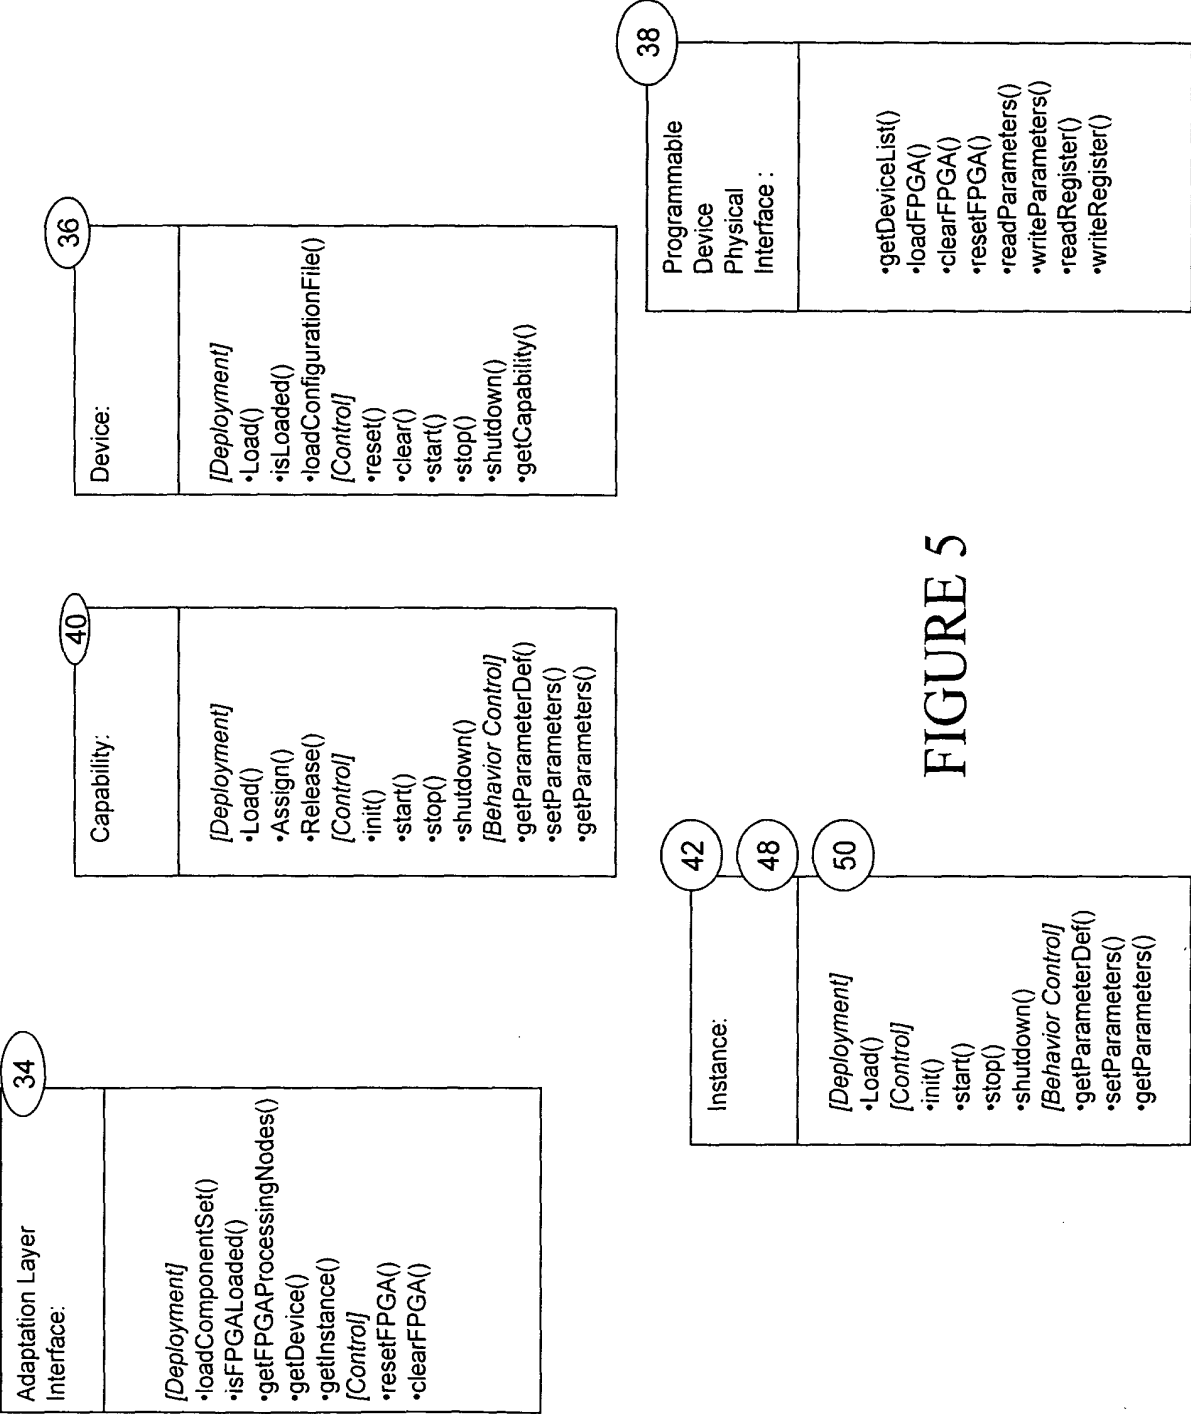 34
Adaptation Layer
Interface:
[Deployment]
•loadComponentSet()
•isFPGALoaded()
•getFPGAProcessingNodes()
•getDevice()
•getInstance()
[Control]
•resetFPGA()
•clearFPGA()
40
Capability:
[Deployment]
•Load()
•Assign()
•Release()
[Control]
•init()
•start()
•stop()
•shutdown()
[Behavior Control]
•getParameterDef()
•setParameters()
•getParameters()
36
Device:
[Deployment]
•Load()
•isLoaded()
•loadConfigurationFile()
[Control]
•reset()
•clear()
•start()
•stop()
•shutdown()
•getCapability()
42
48
50
Instance:
[Deployment]
•Load()
[Control]
•init()
•start()
•stop()
•shutdown()
[Behavior Control]
•getParameterDef()
•setParameters()
•getParameters()
38
Programmable
Device
Physical
Interface :
•getDeviceList()
•loadFPGA()
•clearFPGA()
•resetFPGA()
•readParameters()
•writeParameters()
•readRegister()
•writeRegister()
FIGURE 5